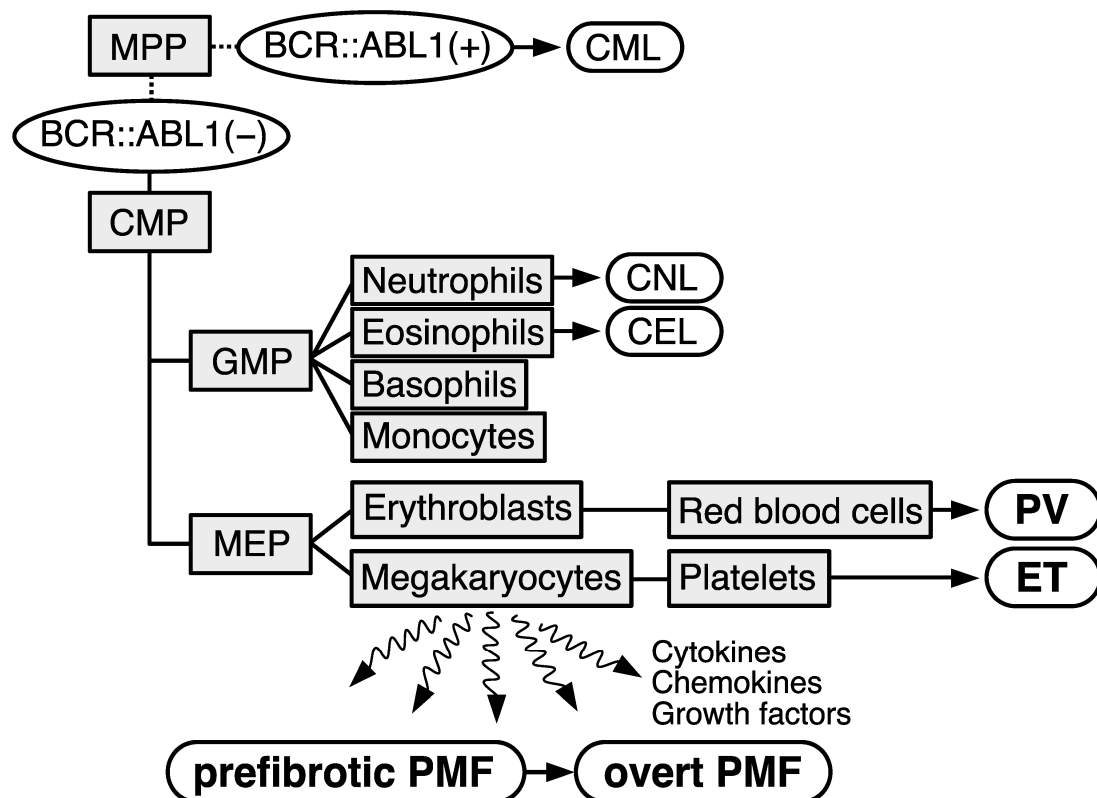 MPP
BCR::ABL1(+)
CML
BCR::ABL1(−)
CMP
Neutrophils
CNL
Eosinophils
CEL
GMP
Basophils
Monocytes
Erythroblasts
Red blood cells
PV
MEP
Megakaryocytes
Platelets
ET
Cytokines
Chemokines
Growth factors
prefibrotic PMF
overt PMF